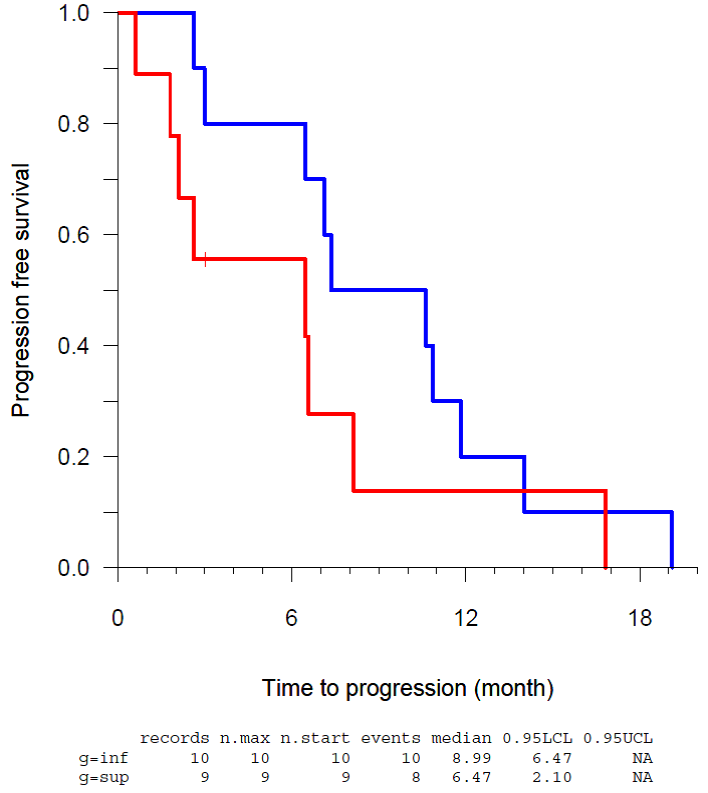 1.0
0.8
0.6
0.4
0.2
0.0
Progression free survival
0 6 12 18
Time to progression (month)
records n.max n.start events median 0.95LCL 0.95UCL
g=inf 10 10 10 10 8.99 6.47 NA
g=sup 9 9 9 8 6.47 2.10 NA